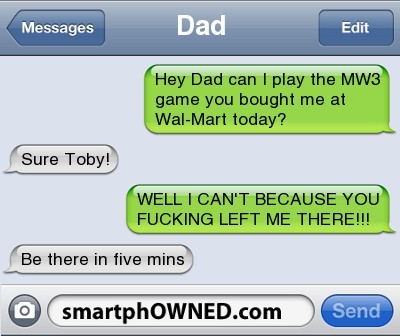 Messages
Dad
Edit
Hey Dad can I play the MW3
game you bought me at
Wal-Mart today?
Sure Toby!
WELL I CAN'T BECAUSE YOU
FUCKING LEFT ME THERE!!!
Be there in five mins
smartphOWNED.com
Send